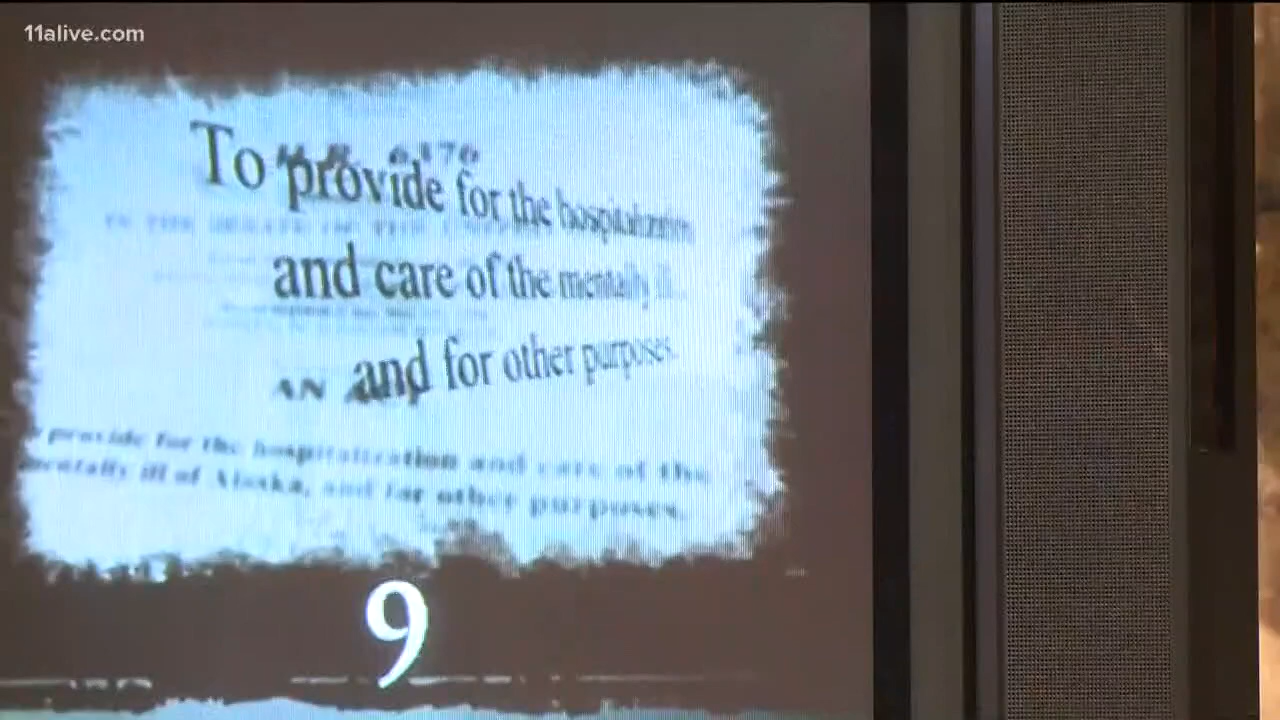 11alive.com
To provide for the hospitalization
and care of the mentally ill
and for other purposes.
AN
provide for the hospitalization and care of the
mentally ill of Alaska, and for other purposes.
9